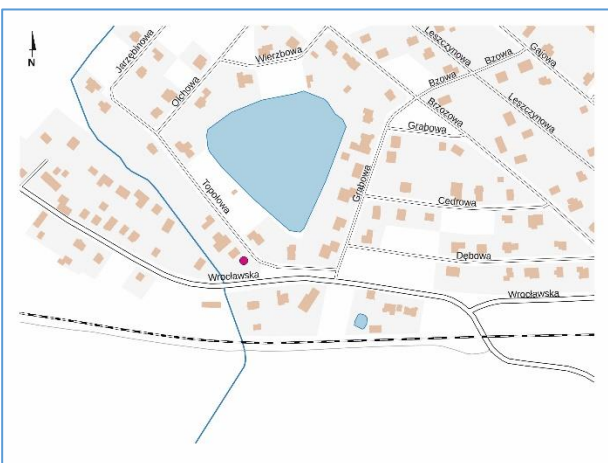 N
Jarzębinowa
Olchowa
Wierzbowa
Leszczynowa
Bzowa
Gajowa
Bzowa
Brzozowa
Leszczynowa
Grabowa
Grabowa
Topolowa
Cedrowa
Dębowa
Wrocławska
Wrocławska